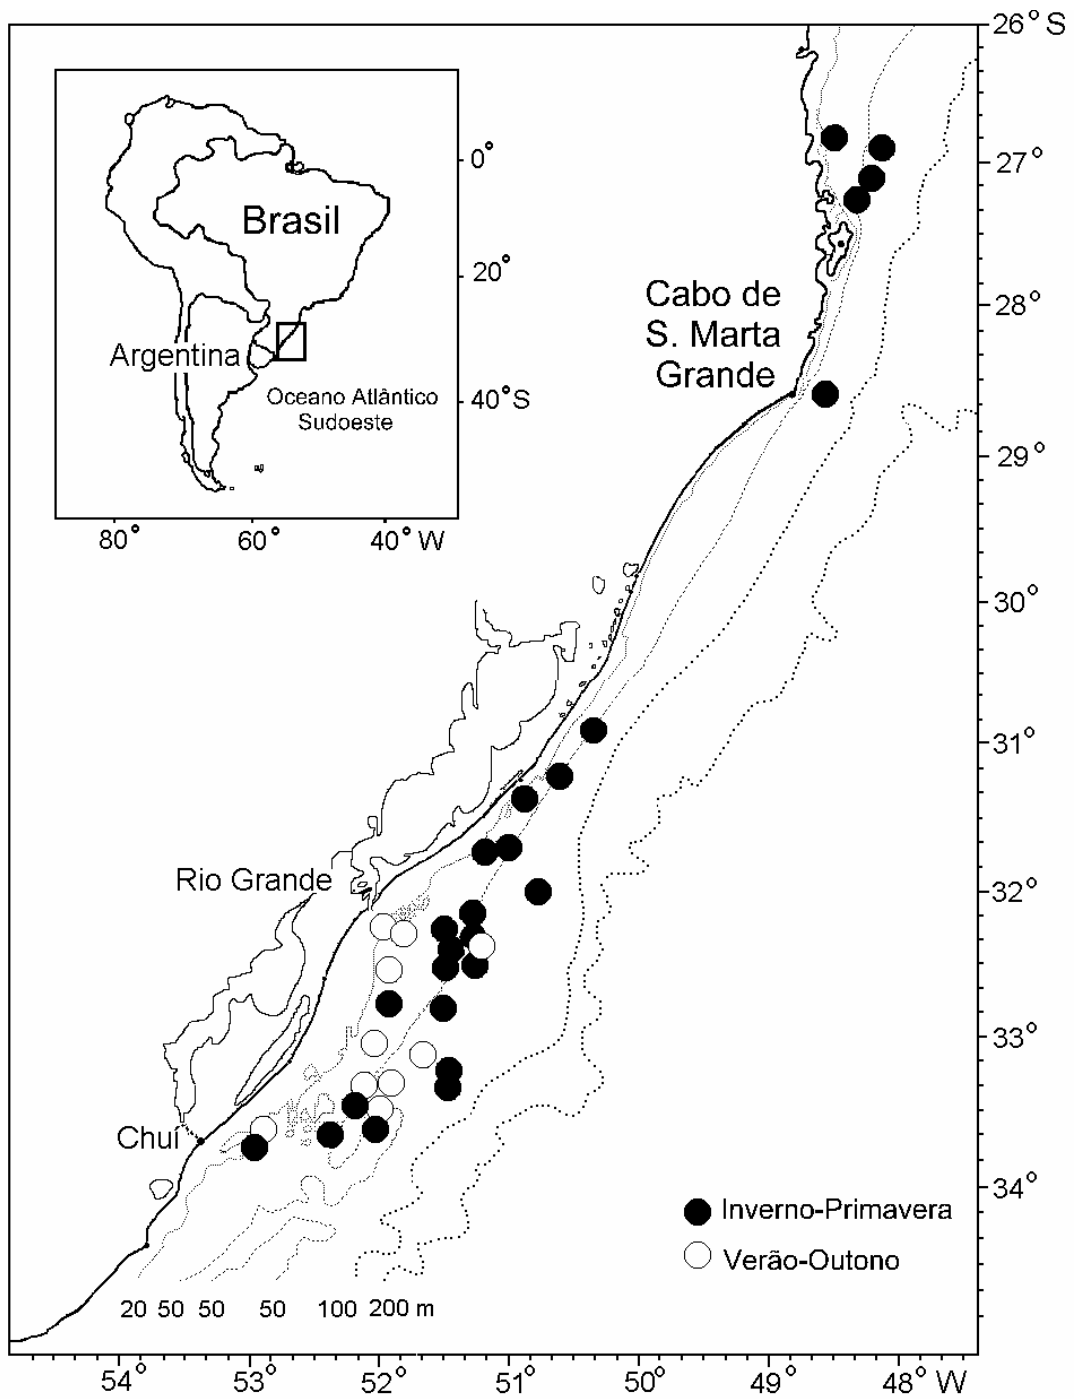 26° S
27°
28°
29°
30°
31°
32°
33°
34°
0°
20°
40°S
80°
60°
40° W
Brasil
Argentina
Oceano Atlântico
Sudoeste
Cabo de
S. Marta
Grande
Rio Grande
Chuí
Inverno-Primavera
Verão-Outono
20 50 50 50 100 200 m
54° 53° 52° 51° 50° 49° 48° W